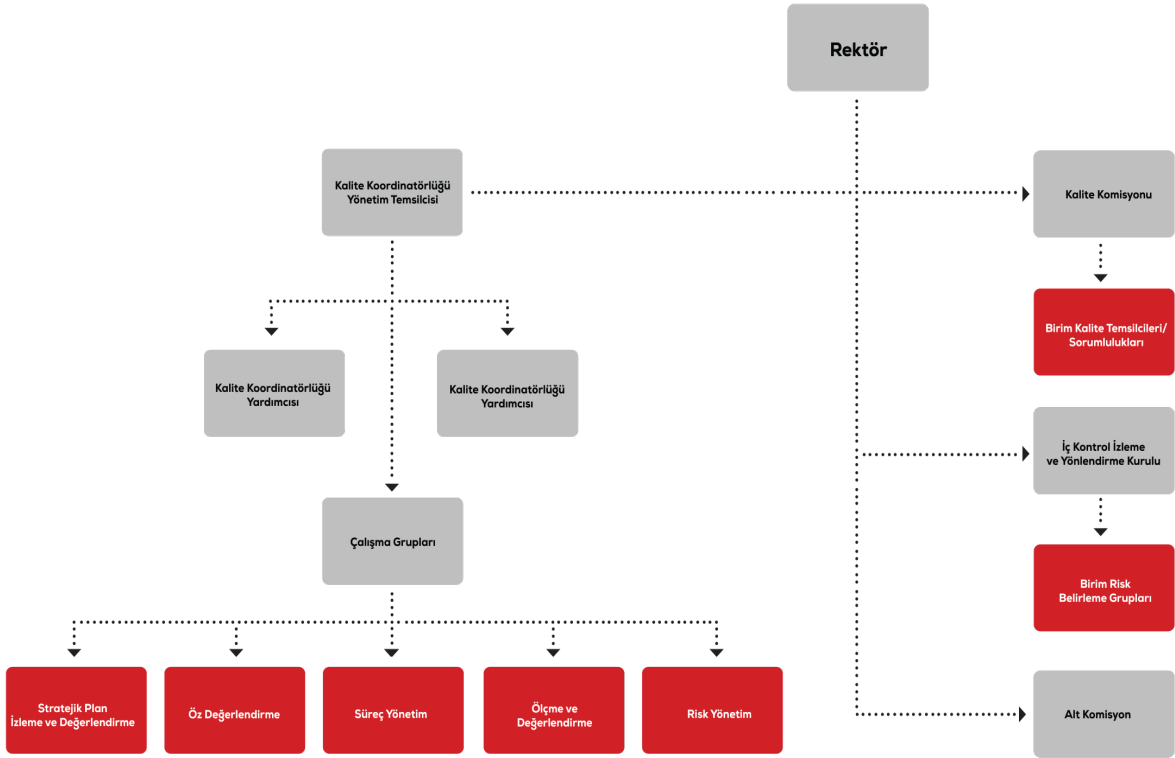 Rektör
Kalite Koordinatörlüğü
Yönetim Temsilcisi
Kalite Komisyonu
Birim Kalite Temsilcileri/
Sorumlulukları
Kalite Koordinatörlüğü
Yardımcısı
Kalite Koordinatörlüğü
Yardımcısı
İç Kontrol İzleme
ve Yönlendirme Kurulu
Çalışma Grupları
Birim Risk
Belirleme Grupları
Stratejik Plan
İzleme ve Değerlendirme
Öz Değerlendirme
Süreç Yönetim
Ölçme ve
Değerlendirme
Risk Yönetim
Alt Komisyon